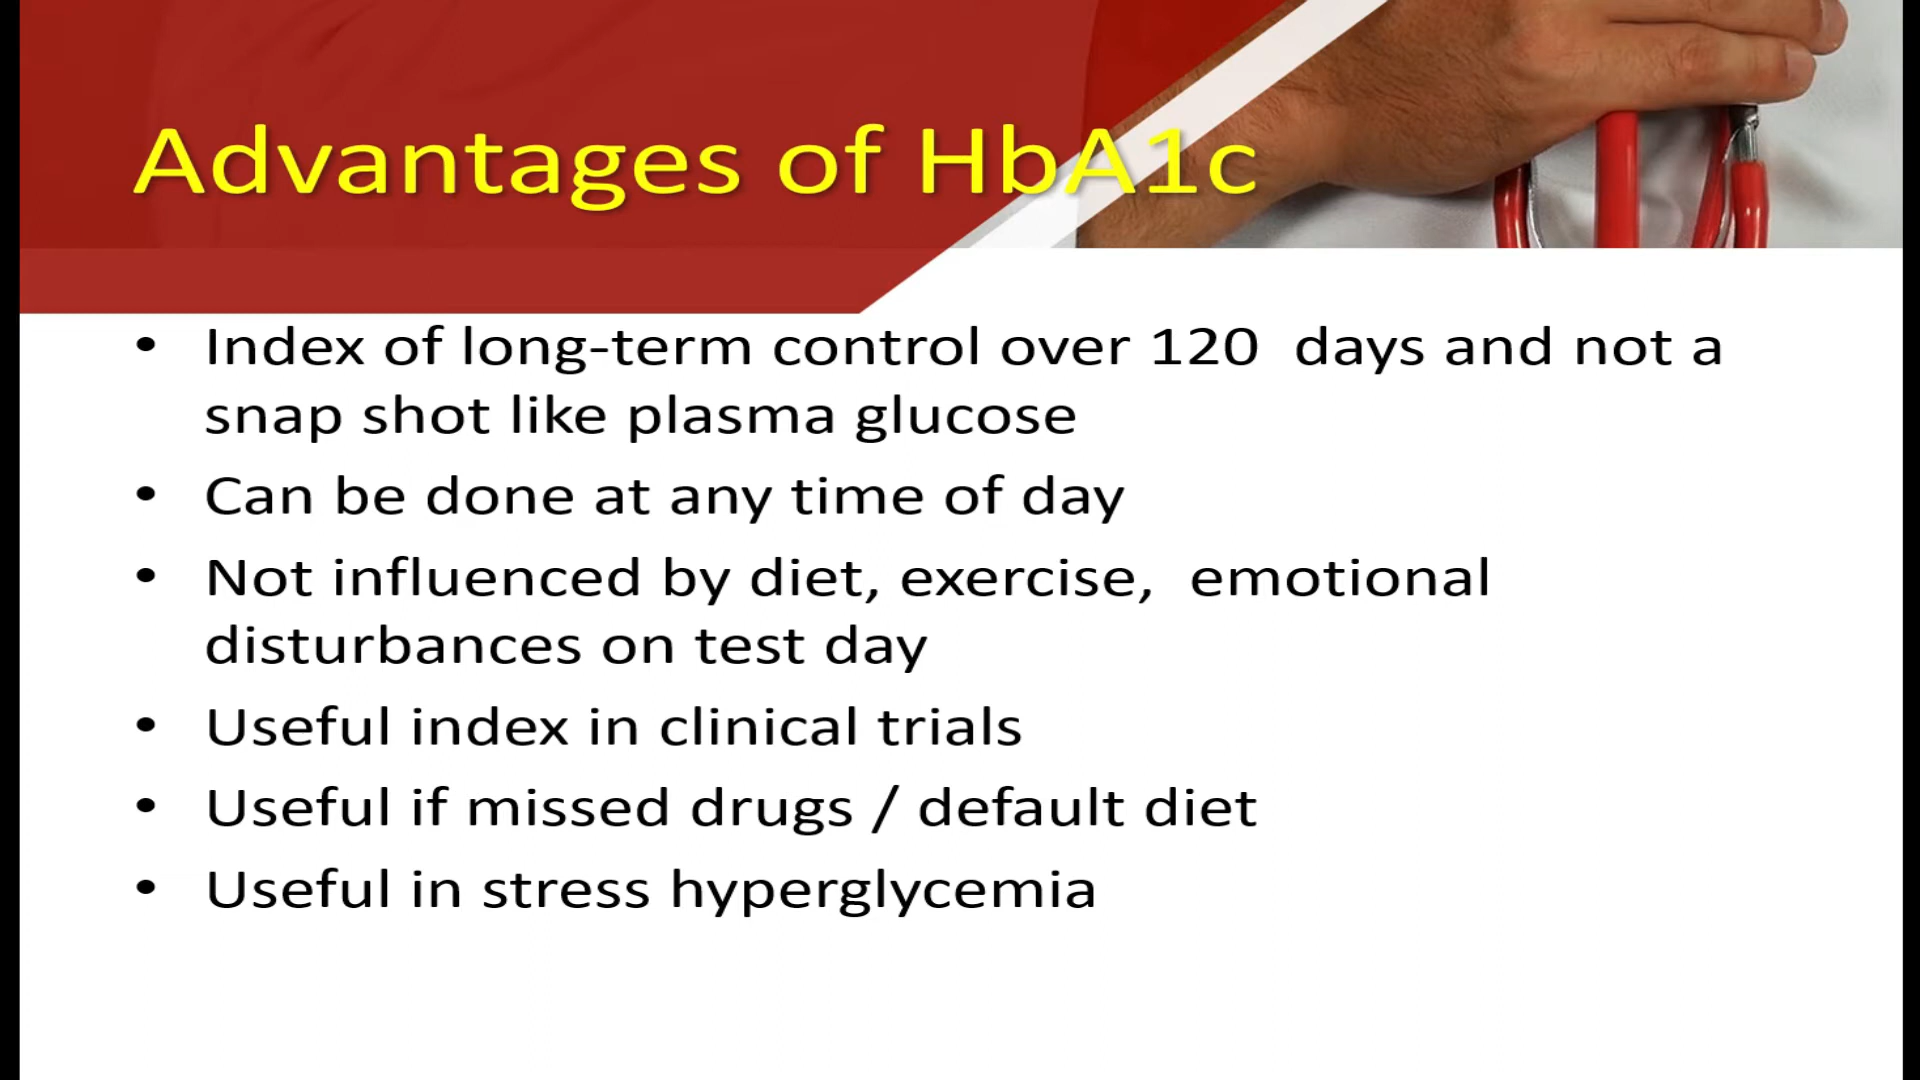 Advantages of HbA1c
• Index of long-term control over 120 days and not a
snap shot like plasma glucose
• Can be done at any time of day
• Not influenced by diet, exercise, emotional
disturbances on test day
• Useful index in clinical trials
• Useful if missed drugs / default diet
• Useful in stress hyperglycemia